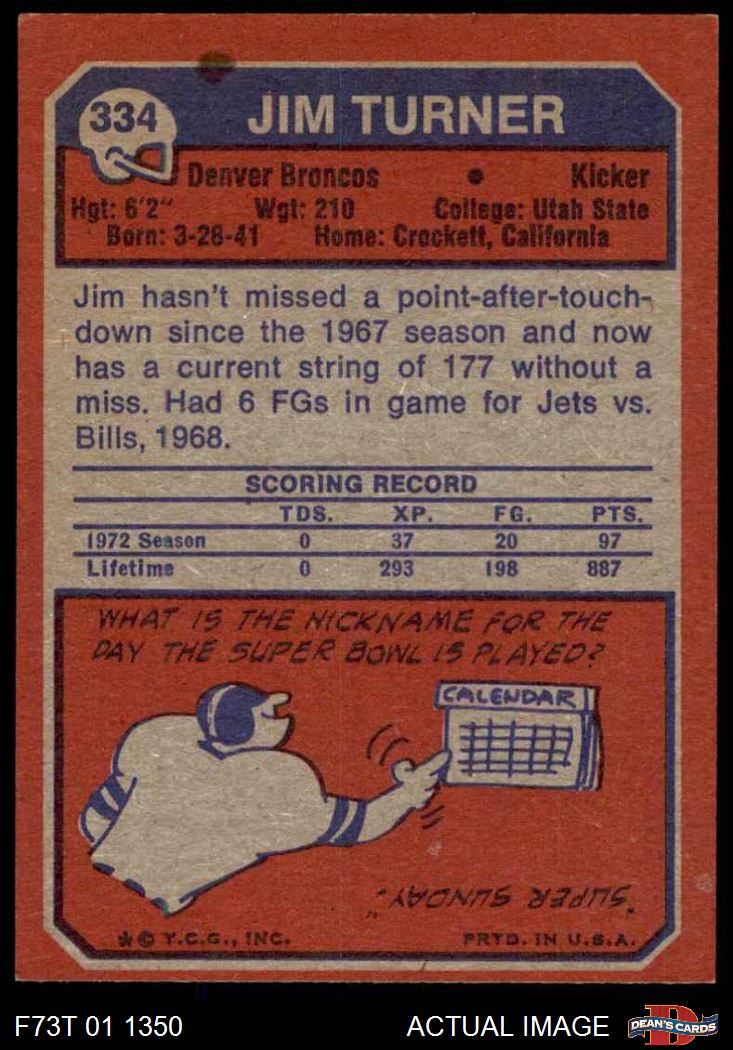 334
JIM TURNER
Denver Broncos • Kicker
Hgt: 6'2" Wgt: 210 College: Utah State
Born: 3-28-41 Home: Crockett, California
Jim hasn't missed a point-after-touch-
down since the 1967 season and now
has a current string of 177 without a
miss. Had 6 FGs in game for Jets vs.
Bills, 1968.
SCORING RECORD
TDS. XP. FG. PTS.
1972 Season 0 37 20 97
Lifetime 0 293 198 887
WHAT IS THE NICKNAME FOR THE
DAY THE SUPER BOWL IS PLAYED?
CALENDAR
"SUPER SUNDAY."
*© T.C.G., INC. PRTD. IN U.S.A.
F73T 01 1350 ACTUAL IMAGE
D
DEAN'S CARDS